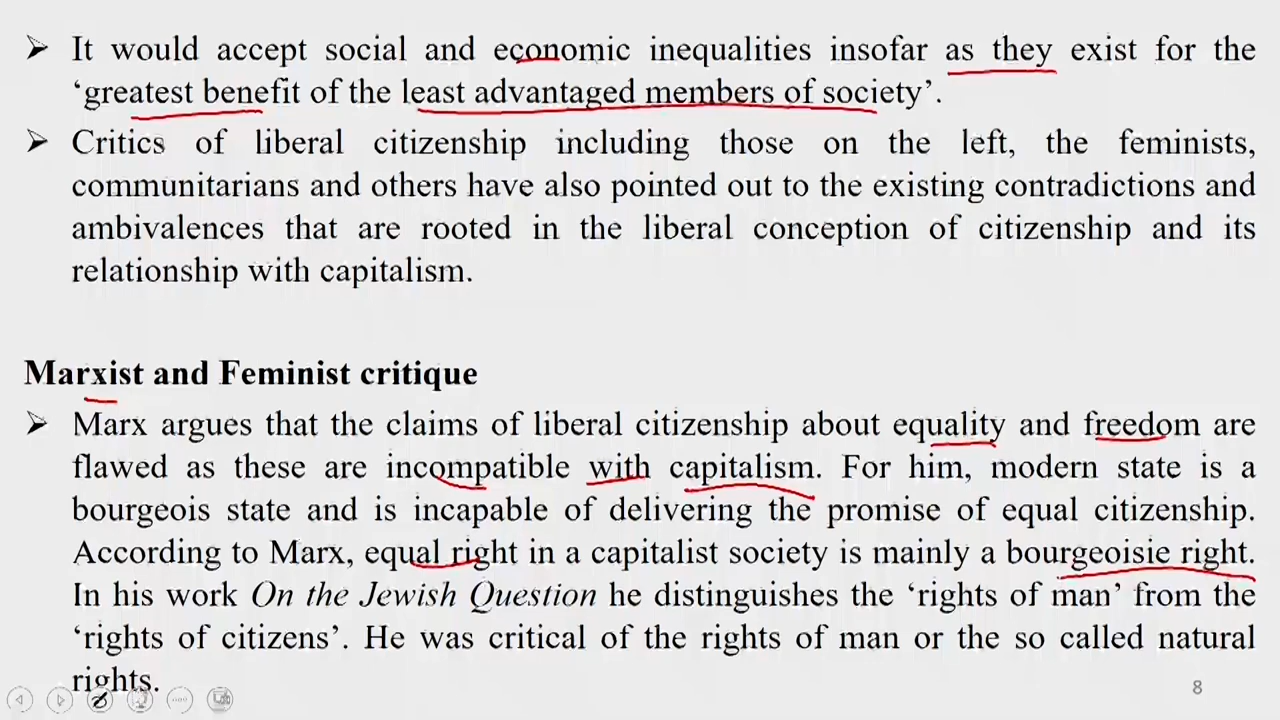 ➢ It would accept social and economic inequalities insofar as they exist for the
‘greatest benefit of the least advantaged members of society’.
➢ Critics of liberal citizenship including those on the left, the feminists,
communitarians and others have also pointed out to the existing contradictions and
ambivalences that are rooted in the liberal conception of citizenship and its
relationship with capitalism.
Marxist and Feminist critique
➢ Marx argues that the claims of liberal citizenship about equality and freedom are
flawed as these are incompatible with capitalism. For him, modern state is a
bourgeois state and is incapable of delivering the promise of equal citizenship.
According to Marx, equal right in a capitalist society is mainly a bourgeoisie right.
In his work On the Jewish Question he distinguishes the ‘rights of man’ from the
‘rights of citizens’. He was critical of the rights of man or the so called natural
rights.
8